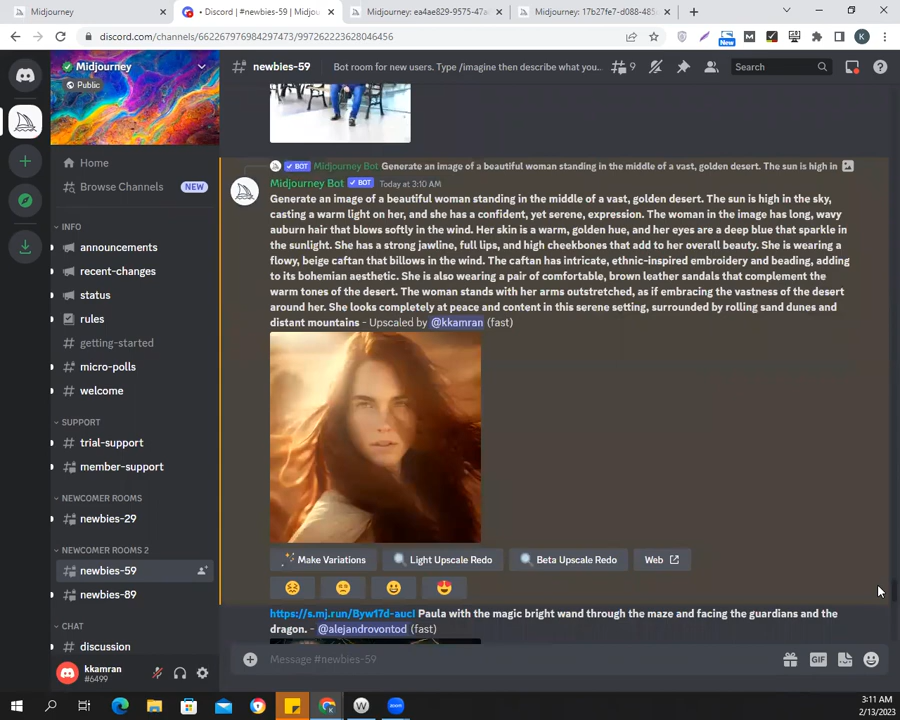 Midjourney
Discord | #newbies-59 | Midjour
Midjourney: ea4ae829-9575-47a
Midjourney: 17b27fe7-d088-485
discord.com/channels/662267976984297473/997262223628046456
New
M
K
Midjourney
Public
newbies-59
Bot room for new users. Type /imagine then describe what you...
9
Search
Home
Browse Channels
NEW
INFO
announcements
recent-changes
status
rules
getting-started
micro-polls
welcome
SUPPORT
trial-support
member-support
NEWCOMER ROOMS
newbies-29
NEWCOMER ROOMS 2
newbies-59
newbies-89
CHAT
discussion
kkamran
#6499
BOT Midjourney Bot Generate an image of a beautiful woman standing in the middle of a vast, golden desert. The sun is high in
Midjourney Bot BOT Today at 3:10 AM
Generate an image of a beautiful woman standing in the middle of a vast, golden desert. The sun is high in the sky,
casting a warm light on her, and she has a confident, yet serene, expression. The woman in the image has long, wavy
auburn hair that blows softly in the wind. Her skin is a warm, golden hue, and her eyes are a deep blue that sparkle in
the sunlight. She has a strong jawline, full lips, and high cheekbones that add to her overall beauty. She is wearing a
flowy, beige caftan that billows in the wind. The caftan has intricate, ethnic-inspired embroidery and beading, adding
to its bohemian aesthetic. She is also wearing a pair of comfortable, brown leather sandals that complement the
warm tones of the desert. The woman stands with her arms outstretched, as if embracing the vastness of the desert
around her. She looks completely at peace and content in this serene setting, surrounded by rolling sand dunes and
distant mountains - Upscaled by @kkamran (fast)
Make Variations
Light Upscale Redo
Beta Upscale Redo
Web
https://s.mj.run/Byw17d-aucI Paula with the magic bright wand through the maze and facing the guardians and the
dragon. - @alejandrovontod (fast)
Message #newbies-59
GIF
W
zoom
3:11 AM
2/13/2023